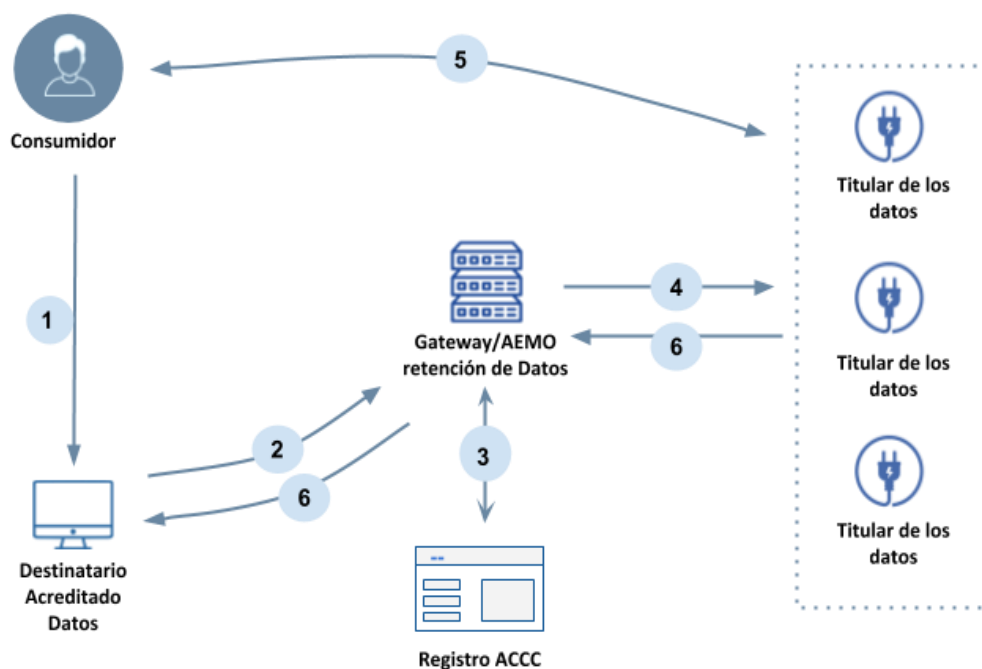 5
Consumidor
Titular de los
datos
1
4
Gateway/AEMO
retención de Datos
6
Titular de los
datos
2
3
6
Titular de los
datos
Destinatario
Acreditado
Datos
Registro ACCC